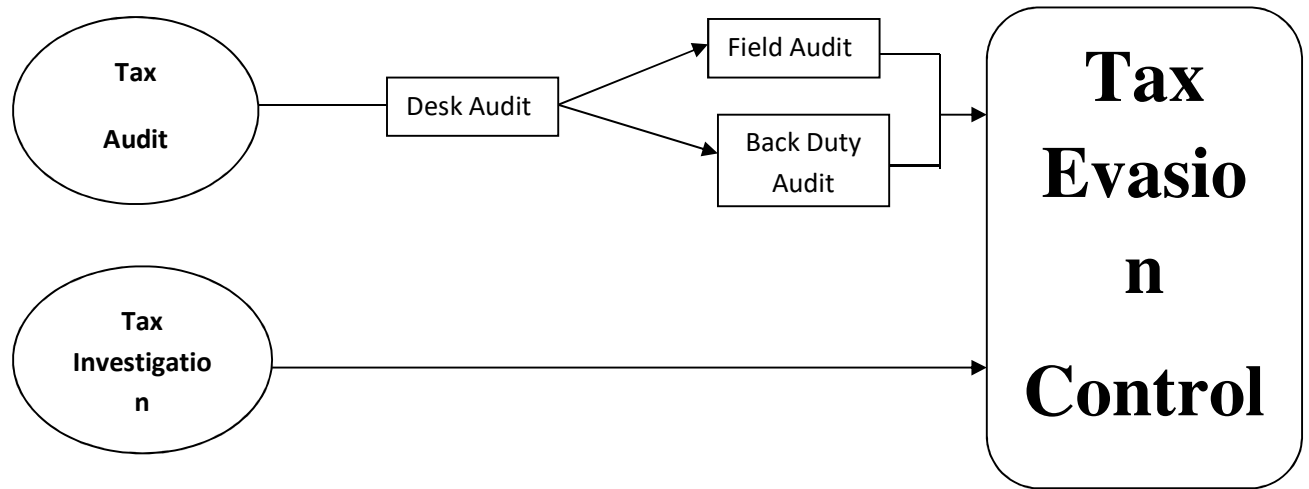 Tax
Audit
Desk Audit
Field Audit
Back Duty
Audit
Tax
Investigatio
n
Tax
Evasio
n
Control